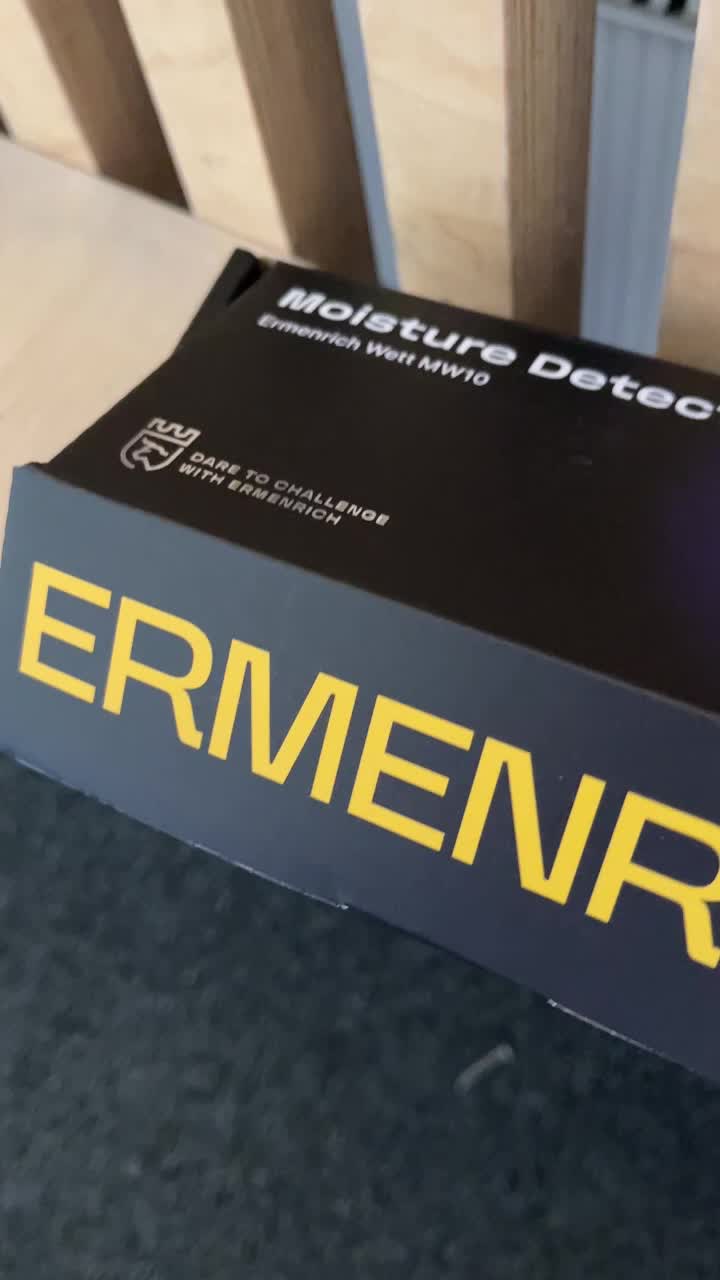 Moisture Detec
Ermenrich Wett MW10
DARE TO CHALLENGE
WITH ERMENRICH
ERMENR